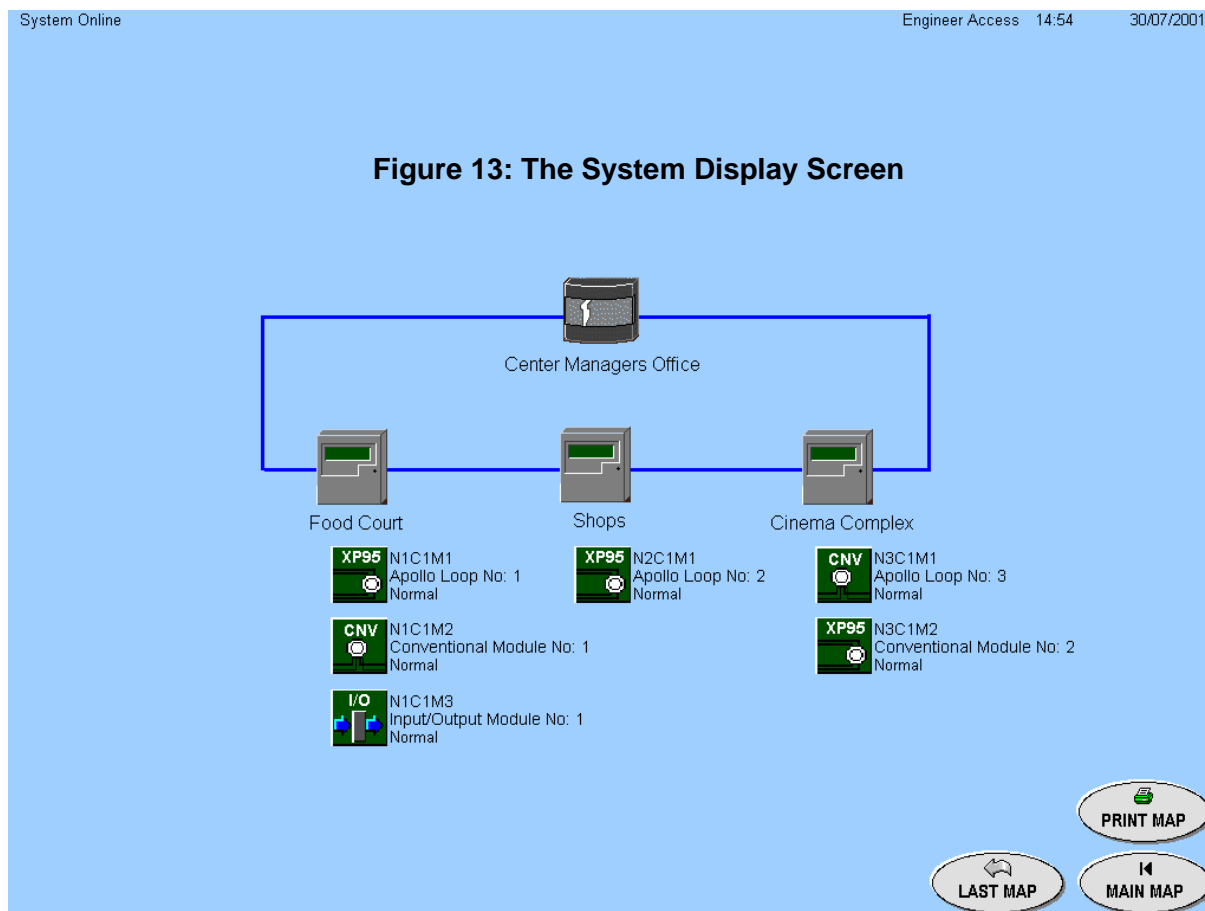 System Online
Engineer Access 14:54 30/07/2001
Figure 13: The System Display Screen
Center Managers Office
Food Court
Shops
Cinema Complex
XP95
N1C1M1
Apollo Loop No: 1
Normal
CNV
N1C1M2
Conventional Module No: 1
Normal
I/O
N1C1M3
Input/Output Module No: 1
Normal
XP95
N2C1M1
Apollo Loop No: 2
Normal
CNV
N3C1M1
Apollo Loop No: 3
Normal
XP95
N3C1M2
Conventional Module No: 2
Normal
PRINT MAP
LAST MAP
MAIN MAP